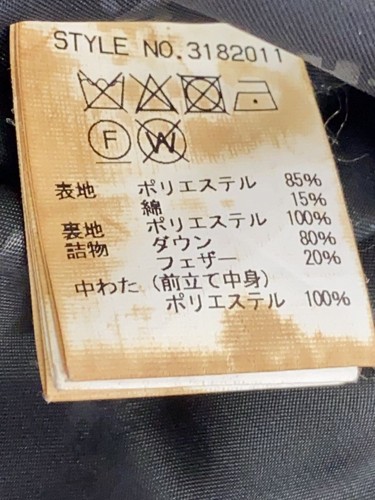 STYLE NO.3182011
F W
表地 ポリエステル 85%
綿 15%
裏地 ポリエステル 100%
詰物 ダウン 80%
フェザー 20%
中わた (前立て中身)
ポリエステル 100%